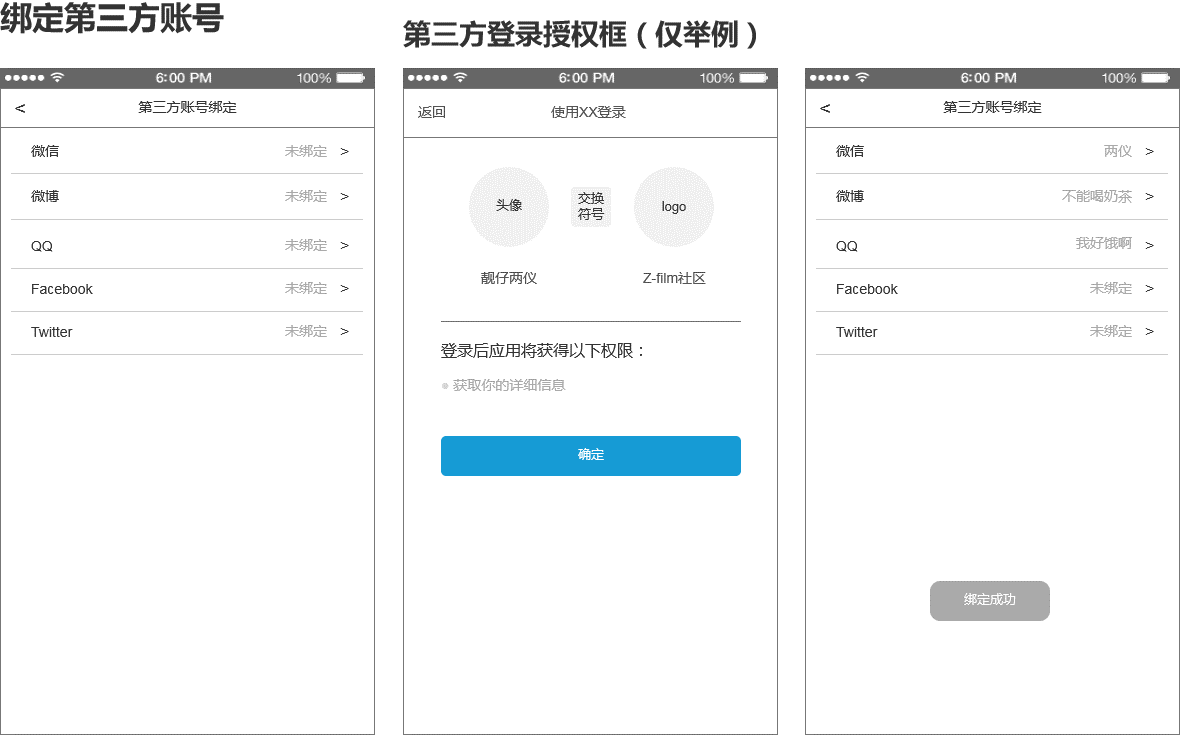 绑定第三方账号
第三方登录授权框（仅举例）
6:00 PM 100%
< 第三方账号绑定
微信 未绑定 >
微博 未绑定 >
QQ 未绑定 >
Facebook 未绑定 >
Twitter 未绑定 >
6:00 PM 100%
返回 使用XX登录
头像 交换 logo
符号
靓仔两仪 Z-film社区
登录后应用将获得以下权限：
获取你的详细信息
确定
6:00 PM 100%
< 第三方账号绑定
微信 两仪 >
微博 不能喝奶茶 >
QQ 我好饿啊 >
Facebook 未绑定 >
Twitter 未绑定 >
绑定成功